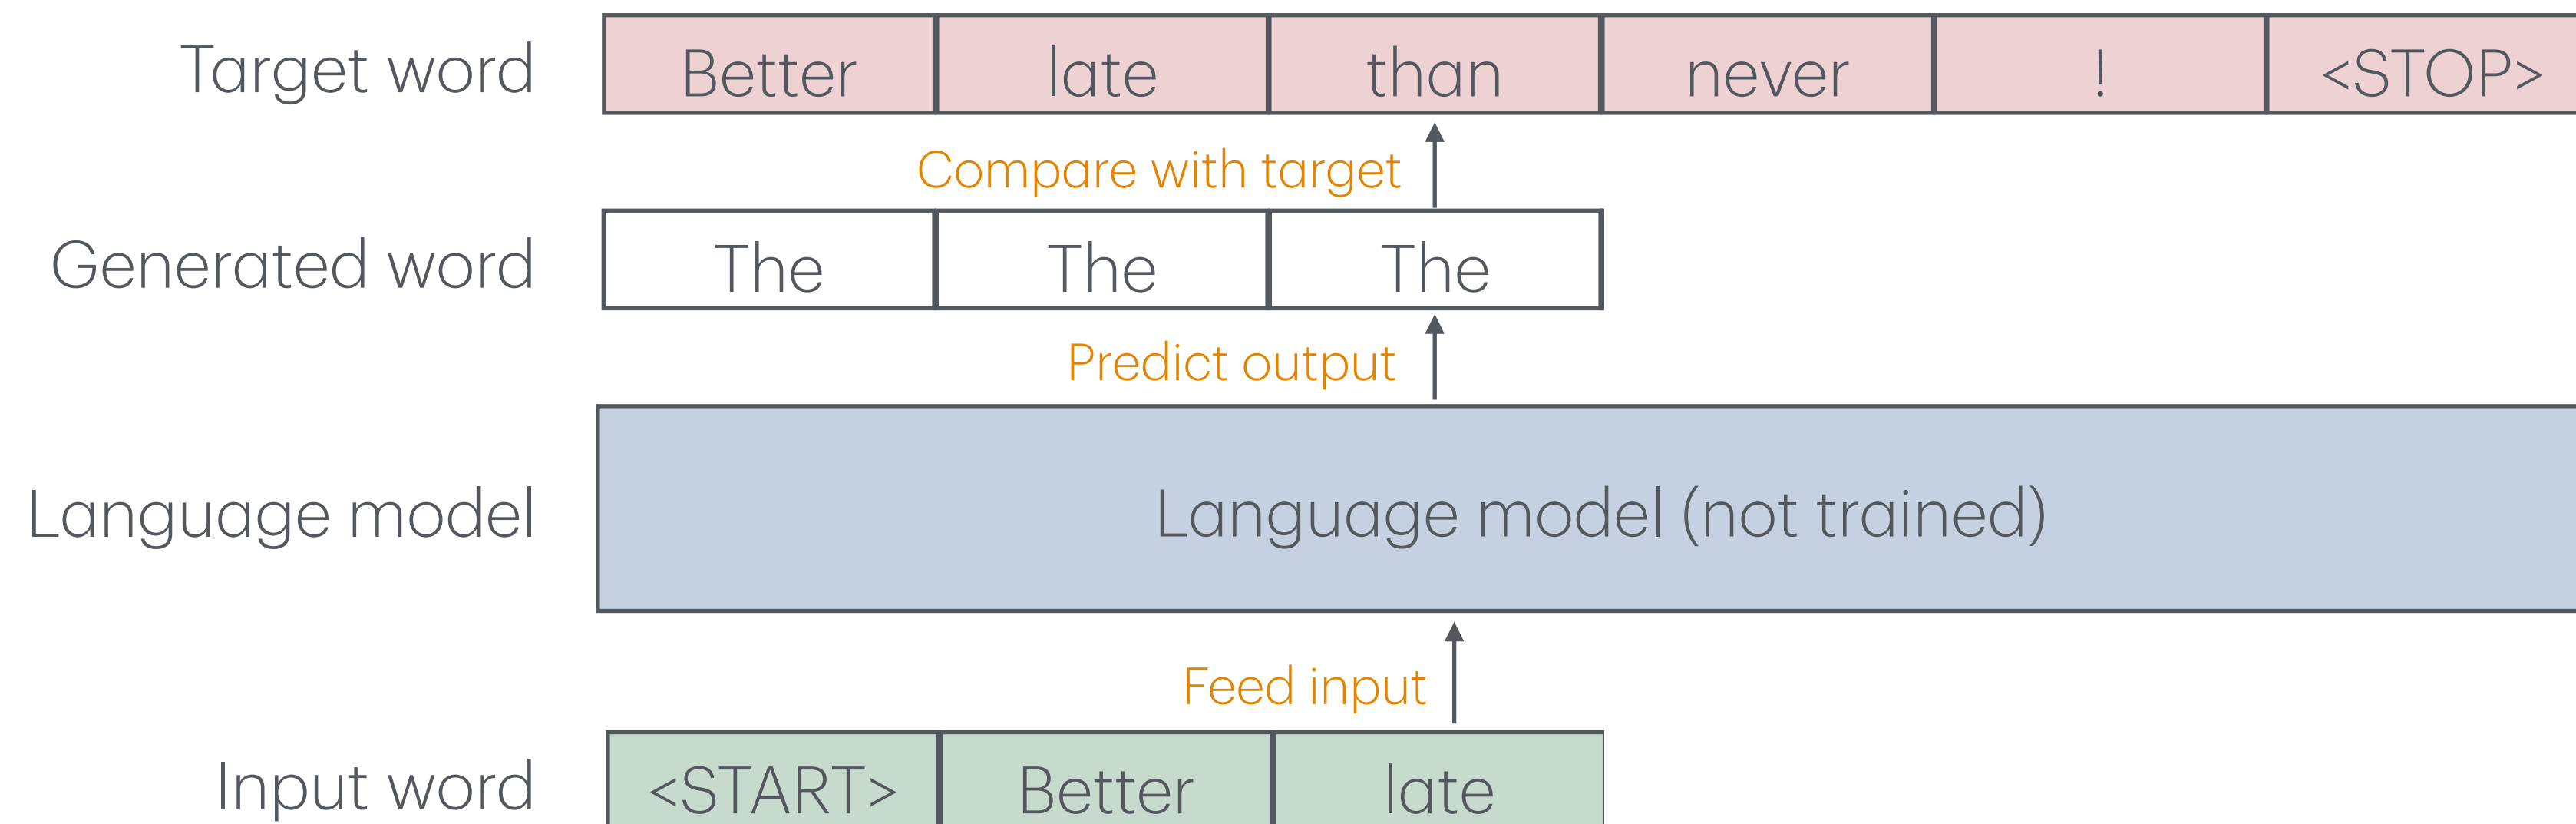 Target word Better late than never ! <STOP>
Compare with target
Generated word The The The
Predict output
Language model Language model (not trained)
Feed input
Input word <START> Better late